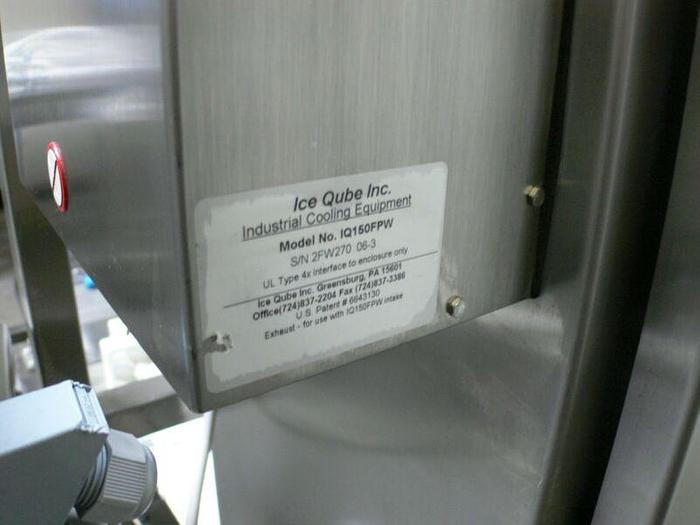 Ice Qube Inc.
Industrial Cooling Equipment
Model No. IQ150FPW
S/N 2FW270 06-3
UL Type 4x interface to enclosure only
Ice Qube Inc. Greensburg, PA 15601
Office(724)837-2204 Fax (724)837-3386
U.S. Patent # 6643130
Exhaust - for use with IQ150FPW intake